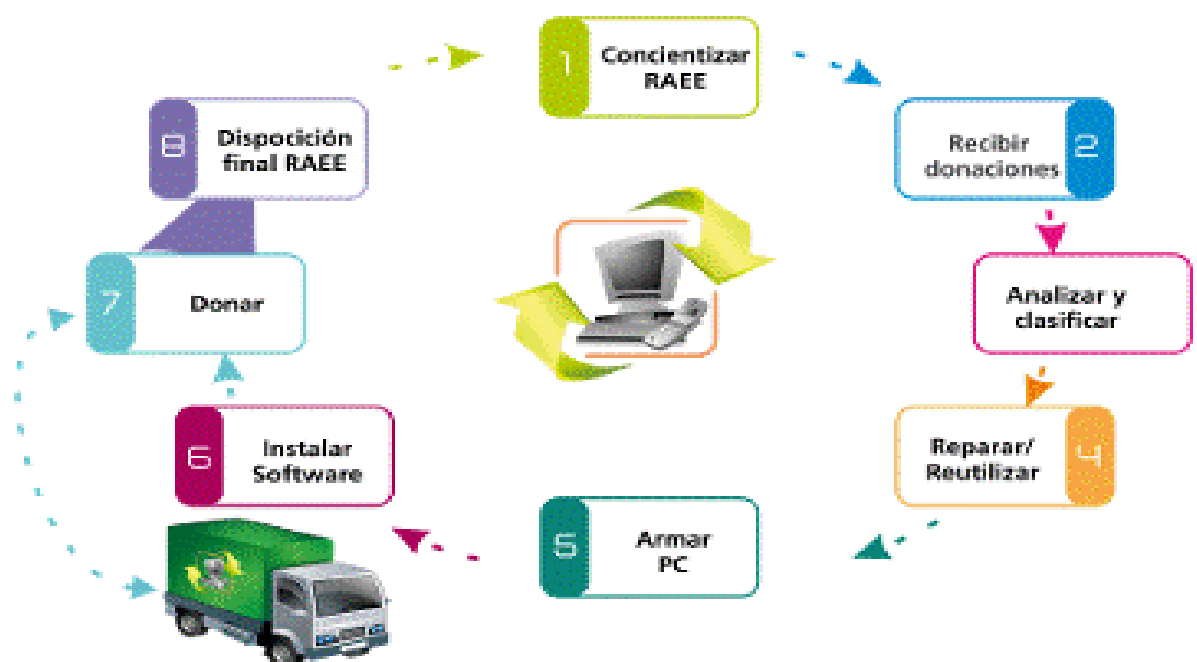 1
Concientizar
RAEE
2
Recibir
donaciones
Analizar y
clasificar
4
Reparar/
Reutilizar
5
Armar
PC
6
Instalar
Software
7
Donar
8
Disposición
final RAEE